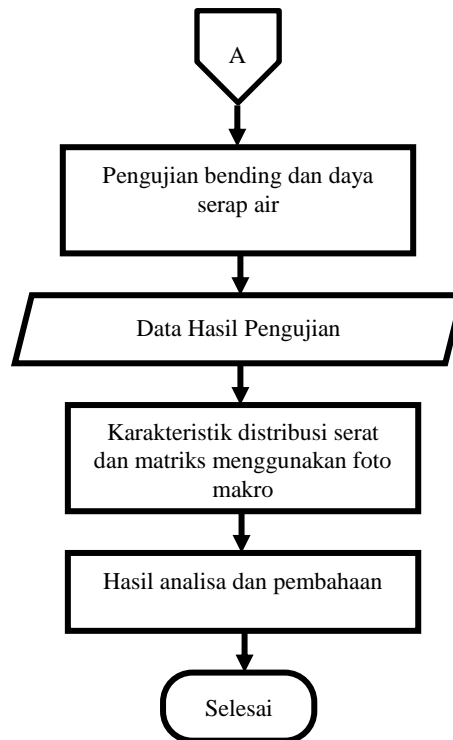 A
Pengujian bending dan daya
serap air
Data Hasil Pengujian
Karakteristik distribusi serat
dan matriks menggunakan foto
makro
Hasil analisa dan pembahaan
Selesai